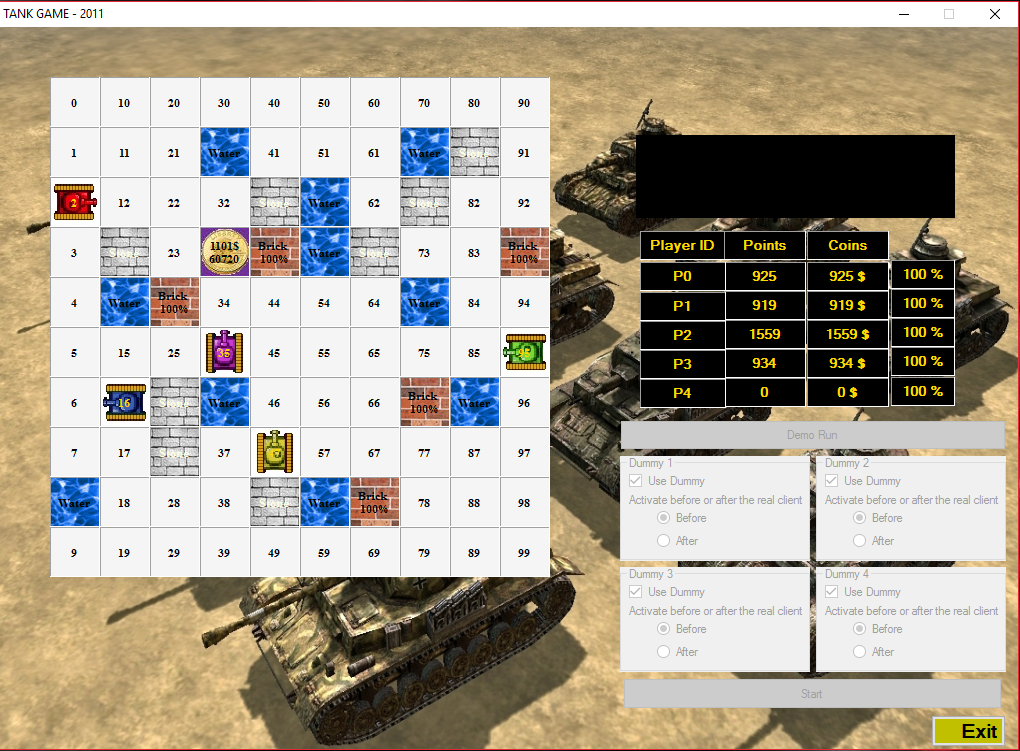 TANK GAME - 2011
0 10 20 30 40 50 60 70 80 90
1 11 21 Water 41 51 61 Water Stone 91
2 12 22 32 Stone Water 62 Stone 82 92
3 Stone 23 1101$ 60720 Brick 100% Water Stone 73 83 Brick 100%
4 Water Brick 100% 34 44 54 64 Water 84 94
5 15 25 35 45 55 65 75 85 95
6 16 Stone Water 46 56 66 Brick 100% Water 96
7 17 Stone 37 57 67 77 87 97
Water 18 28 38 Stone Water Brick 100% 78 88 98
9 19 29 39 49 59 69 79 89 99
Player ID Points Coins
P0 925 925 $ 100 %
P1 919 919 $ 100 %
P2 1559 1559 $ 100 %
P3 934 934 $ 100 %
P4 0 0 $ 100 %
Demo Run
Dummy 1
Use Dummy
Activate before or after the real client
Before
After
Dummy 2
Use Dummy
Activate before or after the real client
Before
After
Dummy 3
Use Dummy
Activate before or after the real client
Before
After
Dummy 4
Use Dummy
Activate before or after the real client
Before
After
Start
Exit